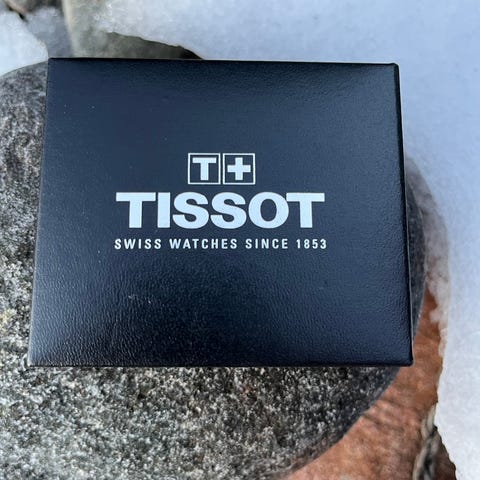 T+
TISSOT
SWISS WATCHES SINCE 1853